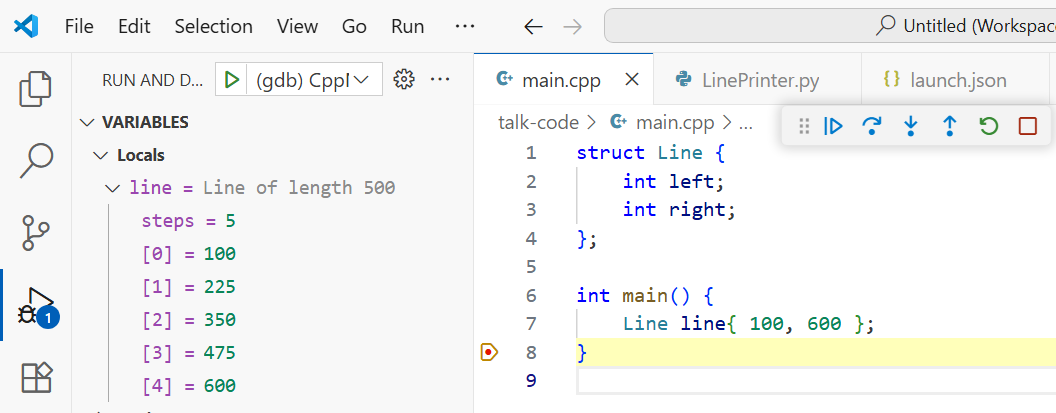 File Edit Selection View Go Run ··· Untitled (Workspac
RUN AND D... (gdb) Cpp
main.cpp LinePrinter.py launch.json
talk-code > main.cpp > ...
VARIABLES
Locals
line = Line of length 500
steps = 5
[0] = 100
[1] = 225
[2] = 350
[3] = 475
[4] = 600
1 struct Line {
2 int left;
3 int right;
4 };
5
6 int main() {
7 Line line{ 100, 600 };
8 }
9
1